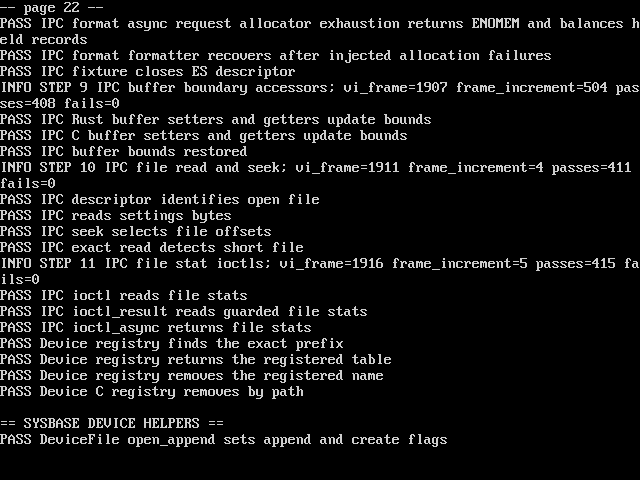 -- page 22 --
PASS IPC format async request allocator exhaustion returns ENOMEM and balances h
eld records
PASS IPC format formatter recovers after injected allocation failures
PASS IPC fixture closes ES descriptor
INFO STEP 9 IPC buffer boundary accessors; vi_frame=1907 frame_increment=504 pas
ses=408 fails=0
PASS IPC Rust buffer setters and getters update bounds
PASS IPC C buffer setters and getters update bounds
PASS IPC buffer bounds restored
INFO STEP 10 IPC file read and seek; vi_frame=1911 frame_increment=4 passes=411
fails=0
PASS IPC descriptor identifies open file
PASS IPC reads settings bytes
PASS IPC seek selects file offsets
PASS IPC exact read detects short file
INFO STEP 11 IPC file stat ioctls; vi_frame=1916 frame_increment=5 passes=415 fa
ils=0
PASS IPC ioctl reads file stats
PASS IPC ioctl_result reads guarded file stats
PASS IPC ioctl_async returns file stats
PASS Device registry finds the exact prefix
PASS Device registry returns the registered table
PASS Device registry removes the registered name
PASS Device C registry removes by path
== SYSBASE DEVICE HELPERS ==
PASS DeviceFile open_append sets append and create flags